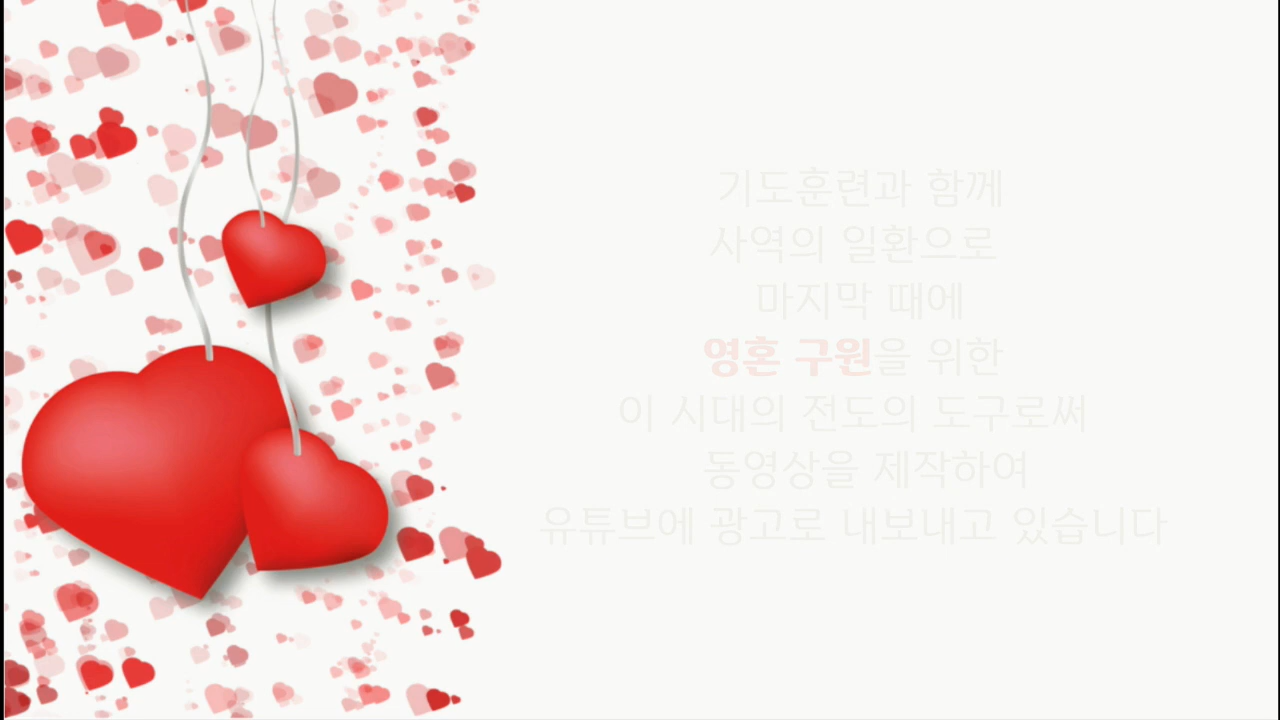 기도훈련과 함께
사역의 일환으로
마지막 때에
영혼 구원을 위한
이 시대의 전도의 도구로써
동영상을 제작하여
유튜브에 광고로 내보내고 있습니다